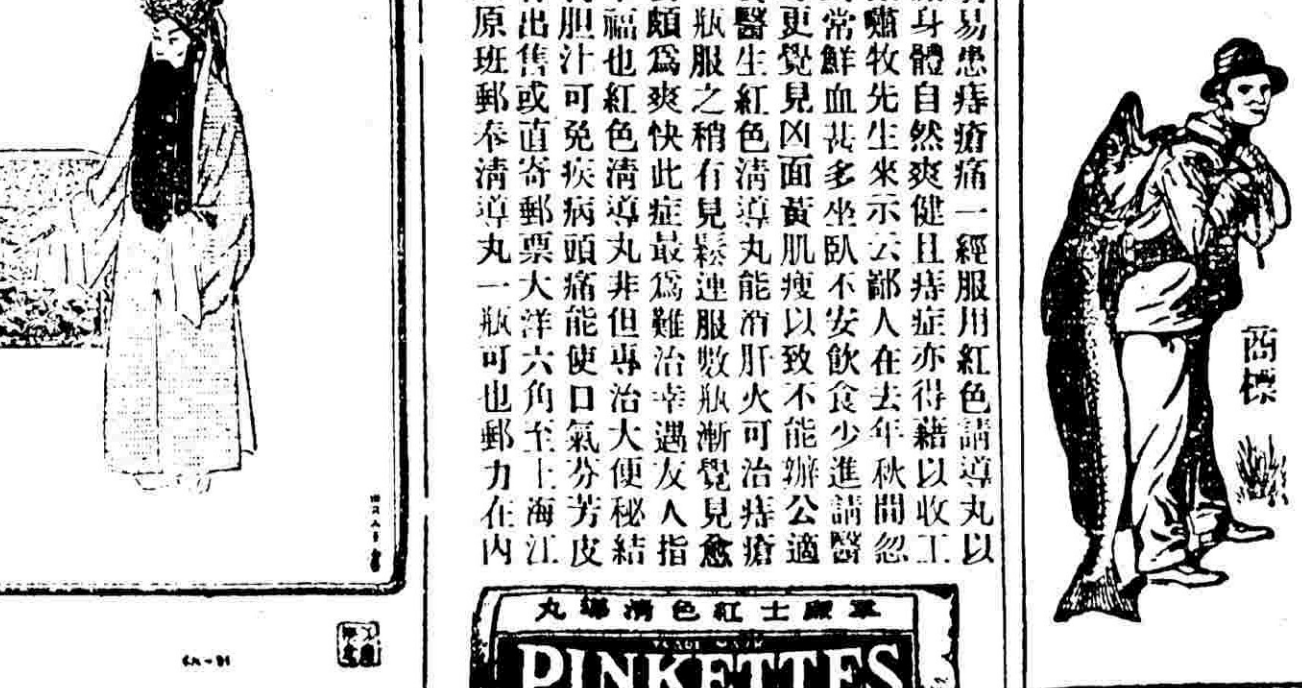 商標
易患痔瘡痛一經服用紅色請導丸以
身體自然爽健且痔症亦得藉以收工
嘯牧先生來示云鄙人在去年秋間忽
常鮮血甚多坐臥不安飲食少進請醫
更覺見凶面黃肌瘦以致不能辦公適
醫生紅色清導丸能消肝火可治痔瘡
瓶服之稍有見鬆連服數瓶漸覺見愈
頗爲爽快此症最爲難治幸遇友人指
福也紅色清導丸非但專治大便秘結
胆汁可免疾病頭痛能使口氣芬芳皮
出售或直寄郵票大洋六角至上海江
原班郵奉清導丸一瓶可也郵力在內
丸導清色紅士廉韋
PINKETTES